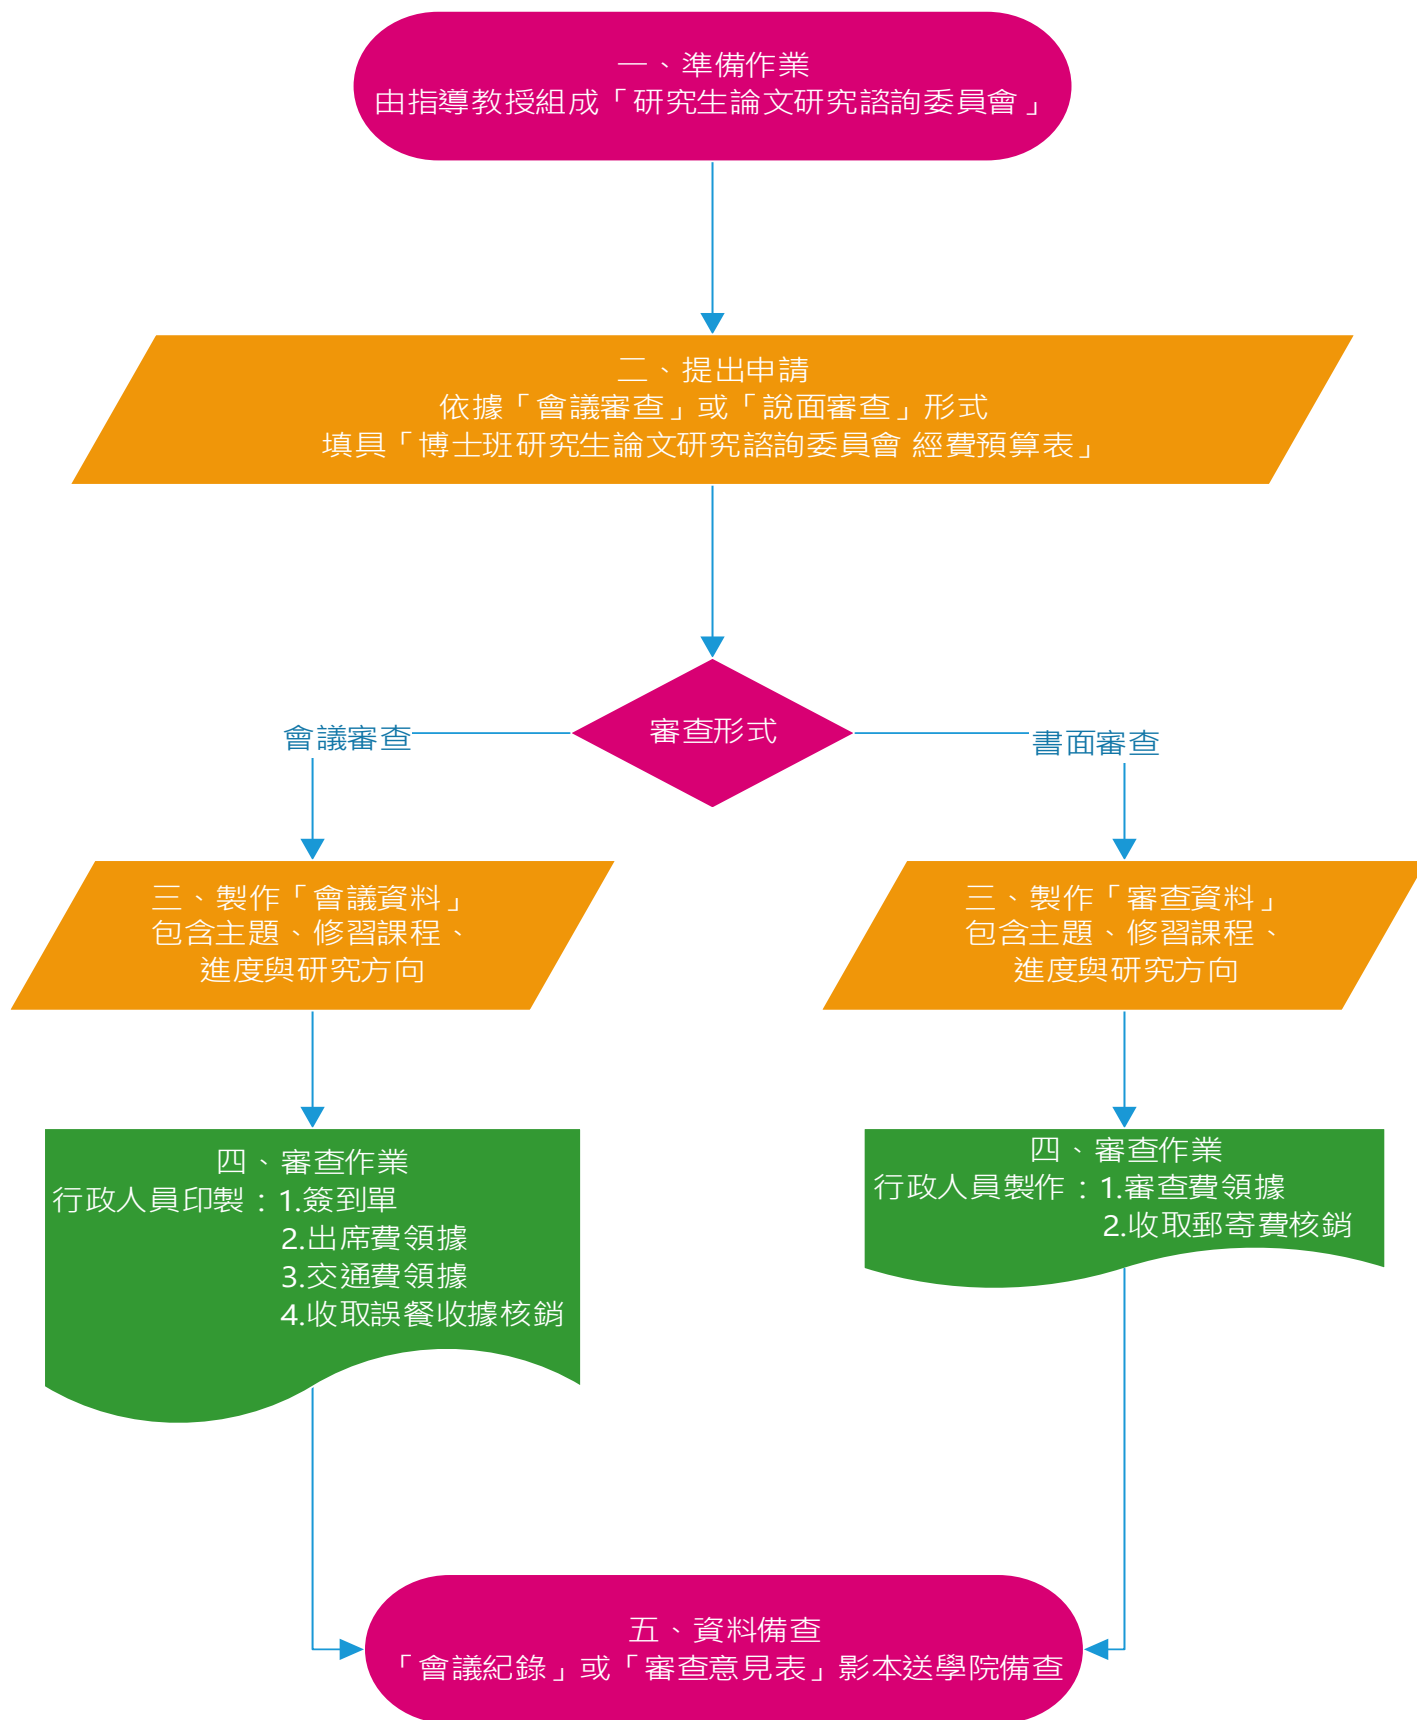 一、準備作業
由指導教授組成「研究生論文研究諮詢委員會」
二、提出申請
依據「會議審查」或「說面審查」形式
填具「博士班研究生論文研究諮詢委員會 經費預算表」
審查形式
會議審查
書面審查
三、製作「會議資料」
包含主題、修習課程、
進度與研究方向
三、製作「審查資料」
包含主題、修習課程、
進度與研究方向
四、審查作業
行政人員印製：1.簽到單
2.出席費領據
3.交通費領據
4.收取誤餐收據核銷
四、審查作業
行政人員製作：1.審查費領據
2.收取郵寄費核銷
五、資料備查
「會議紀錄」或「審查意見表」影本送學院備查